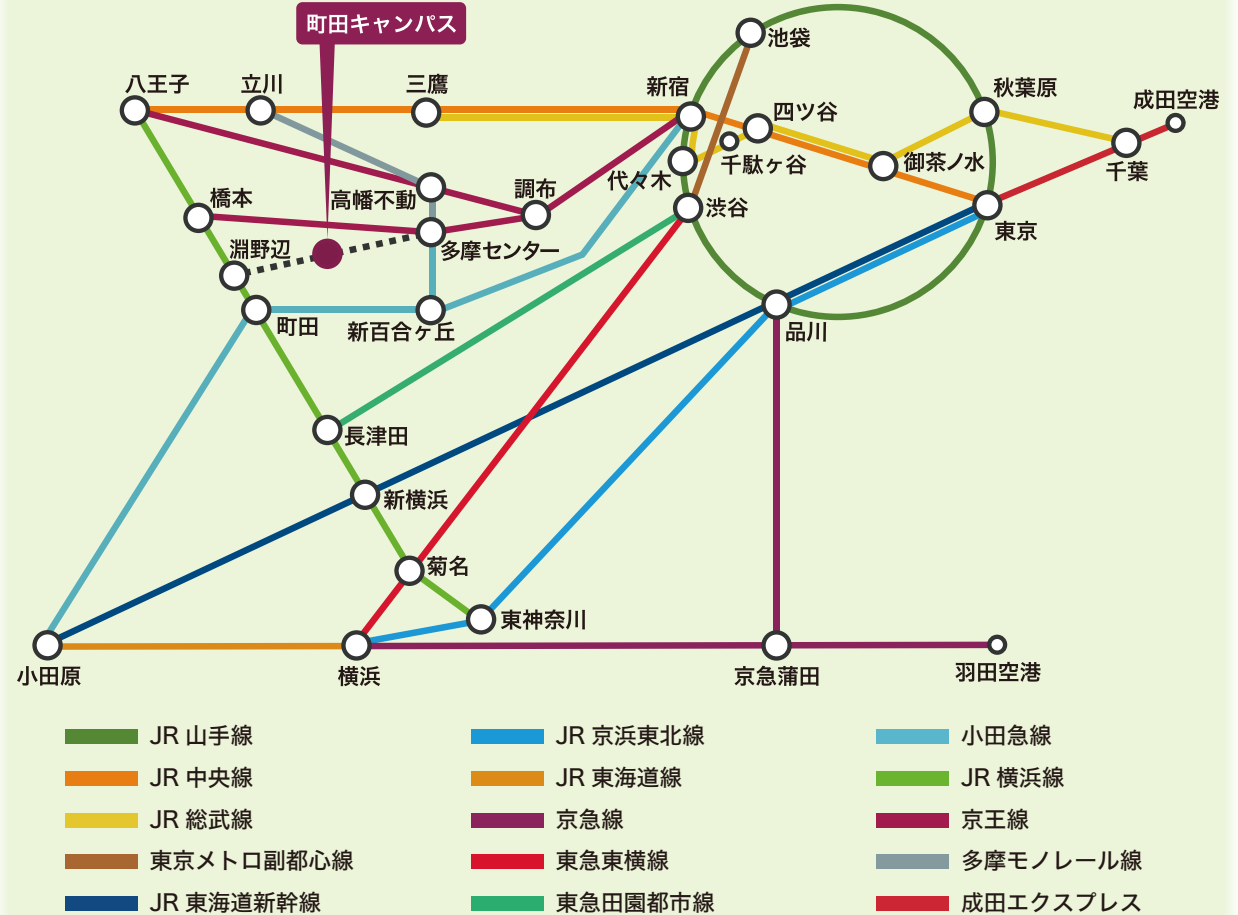 町田キャンパス
池袋
八王子
立川
三鷹
新宿
秋葉原
成田空港
四ツ谷
千駄ヶ谷
御茶ノ水
千葉
代々木
橋本
高幡不動
調布
渋谷
東京
淵野辺
多摩センター
町田
新百合ヶ丘
品川
長津田
新横浜
菊名
東神奈川
小田原
横浜
京急蒲田
羽田空港
JR 山手線
JR 京浜東北線
小田急線
JR 中央線
JR 東海道線
JR 横浜線
JR 総武線
京急線
京王線
東京メトロ副都心線
東急東横線
多摩モノレール線
JR 東海道新幹線
東急田園都市線
成田エクスプレス